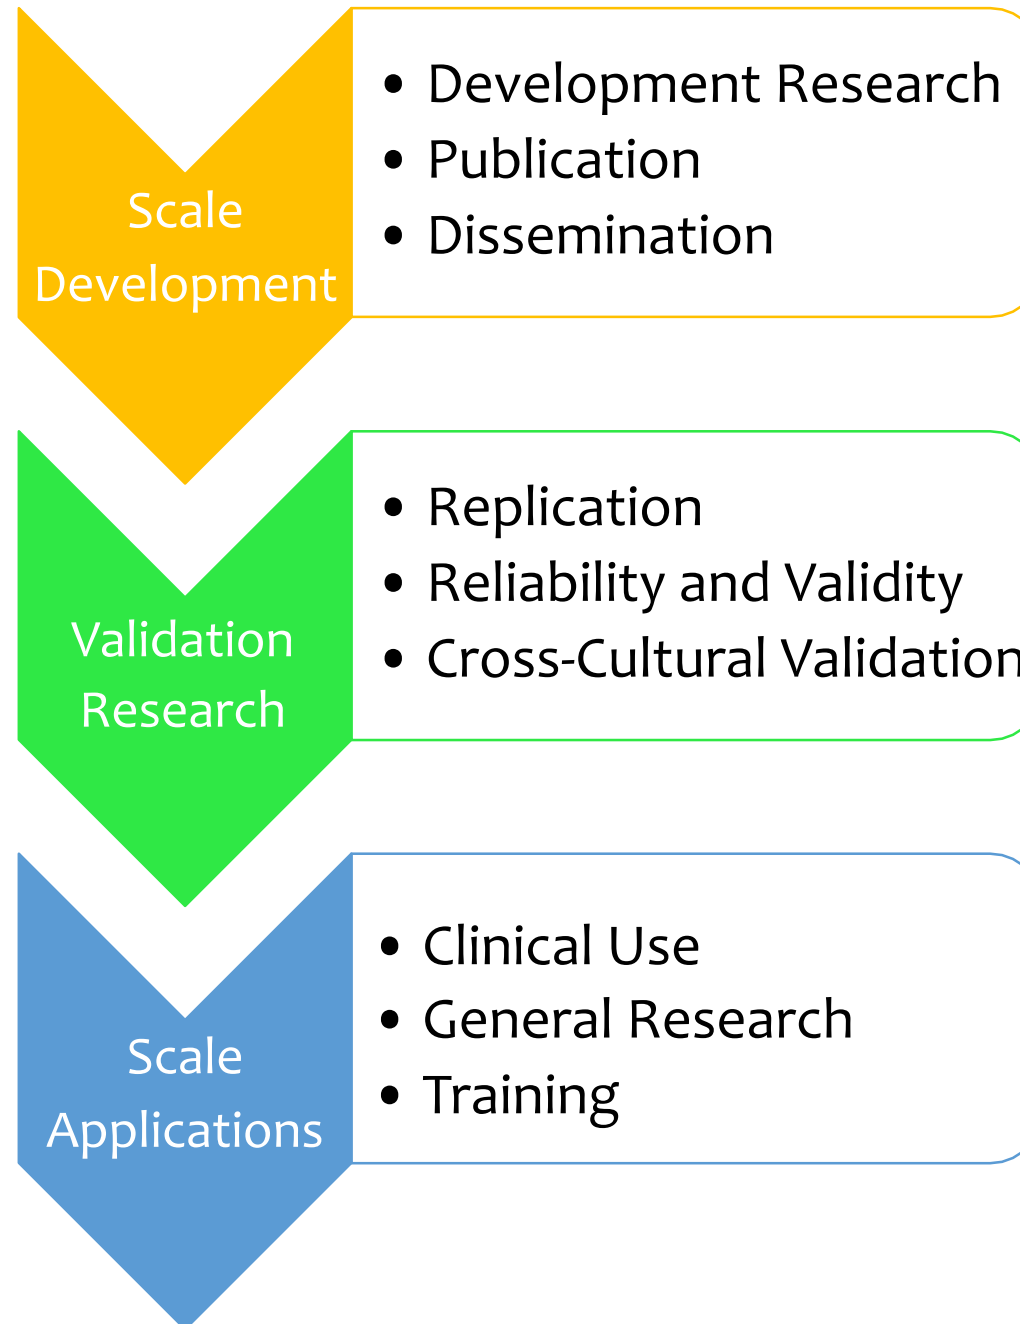 Scale
Development
• Development Research
• Publication
• Dissemination
Validation
Research
• Replication
• Reliability and Validity
• Cross-Cultural Validation
Scale
Applications
• Clinical Use
• General Research
• Training